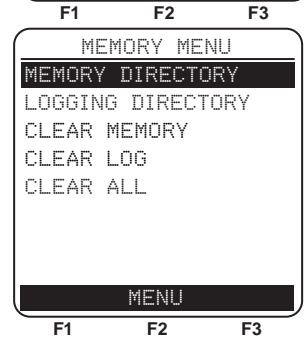 F1 F2 F3
MEMORY MENU
MEMORY DIRECTORY
LOGGING DIRECTORY
CLEAR MEMORY
CLEAR LOG
CLEAR ALL
MENU
F1 F2 F3